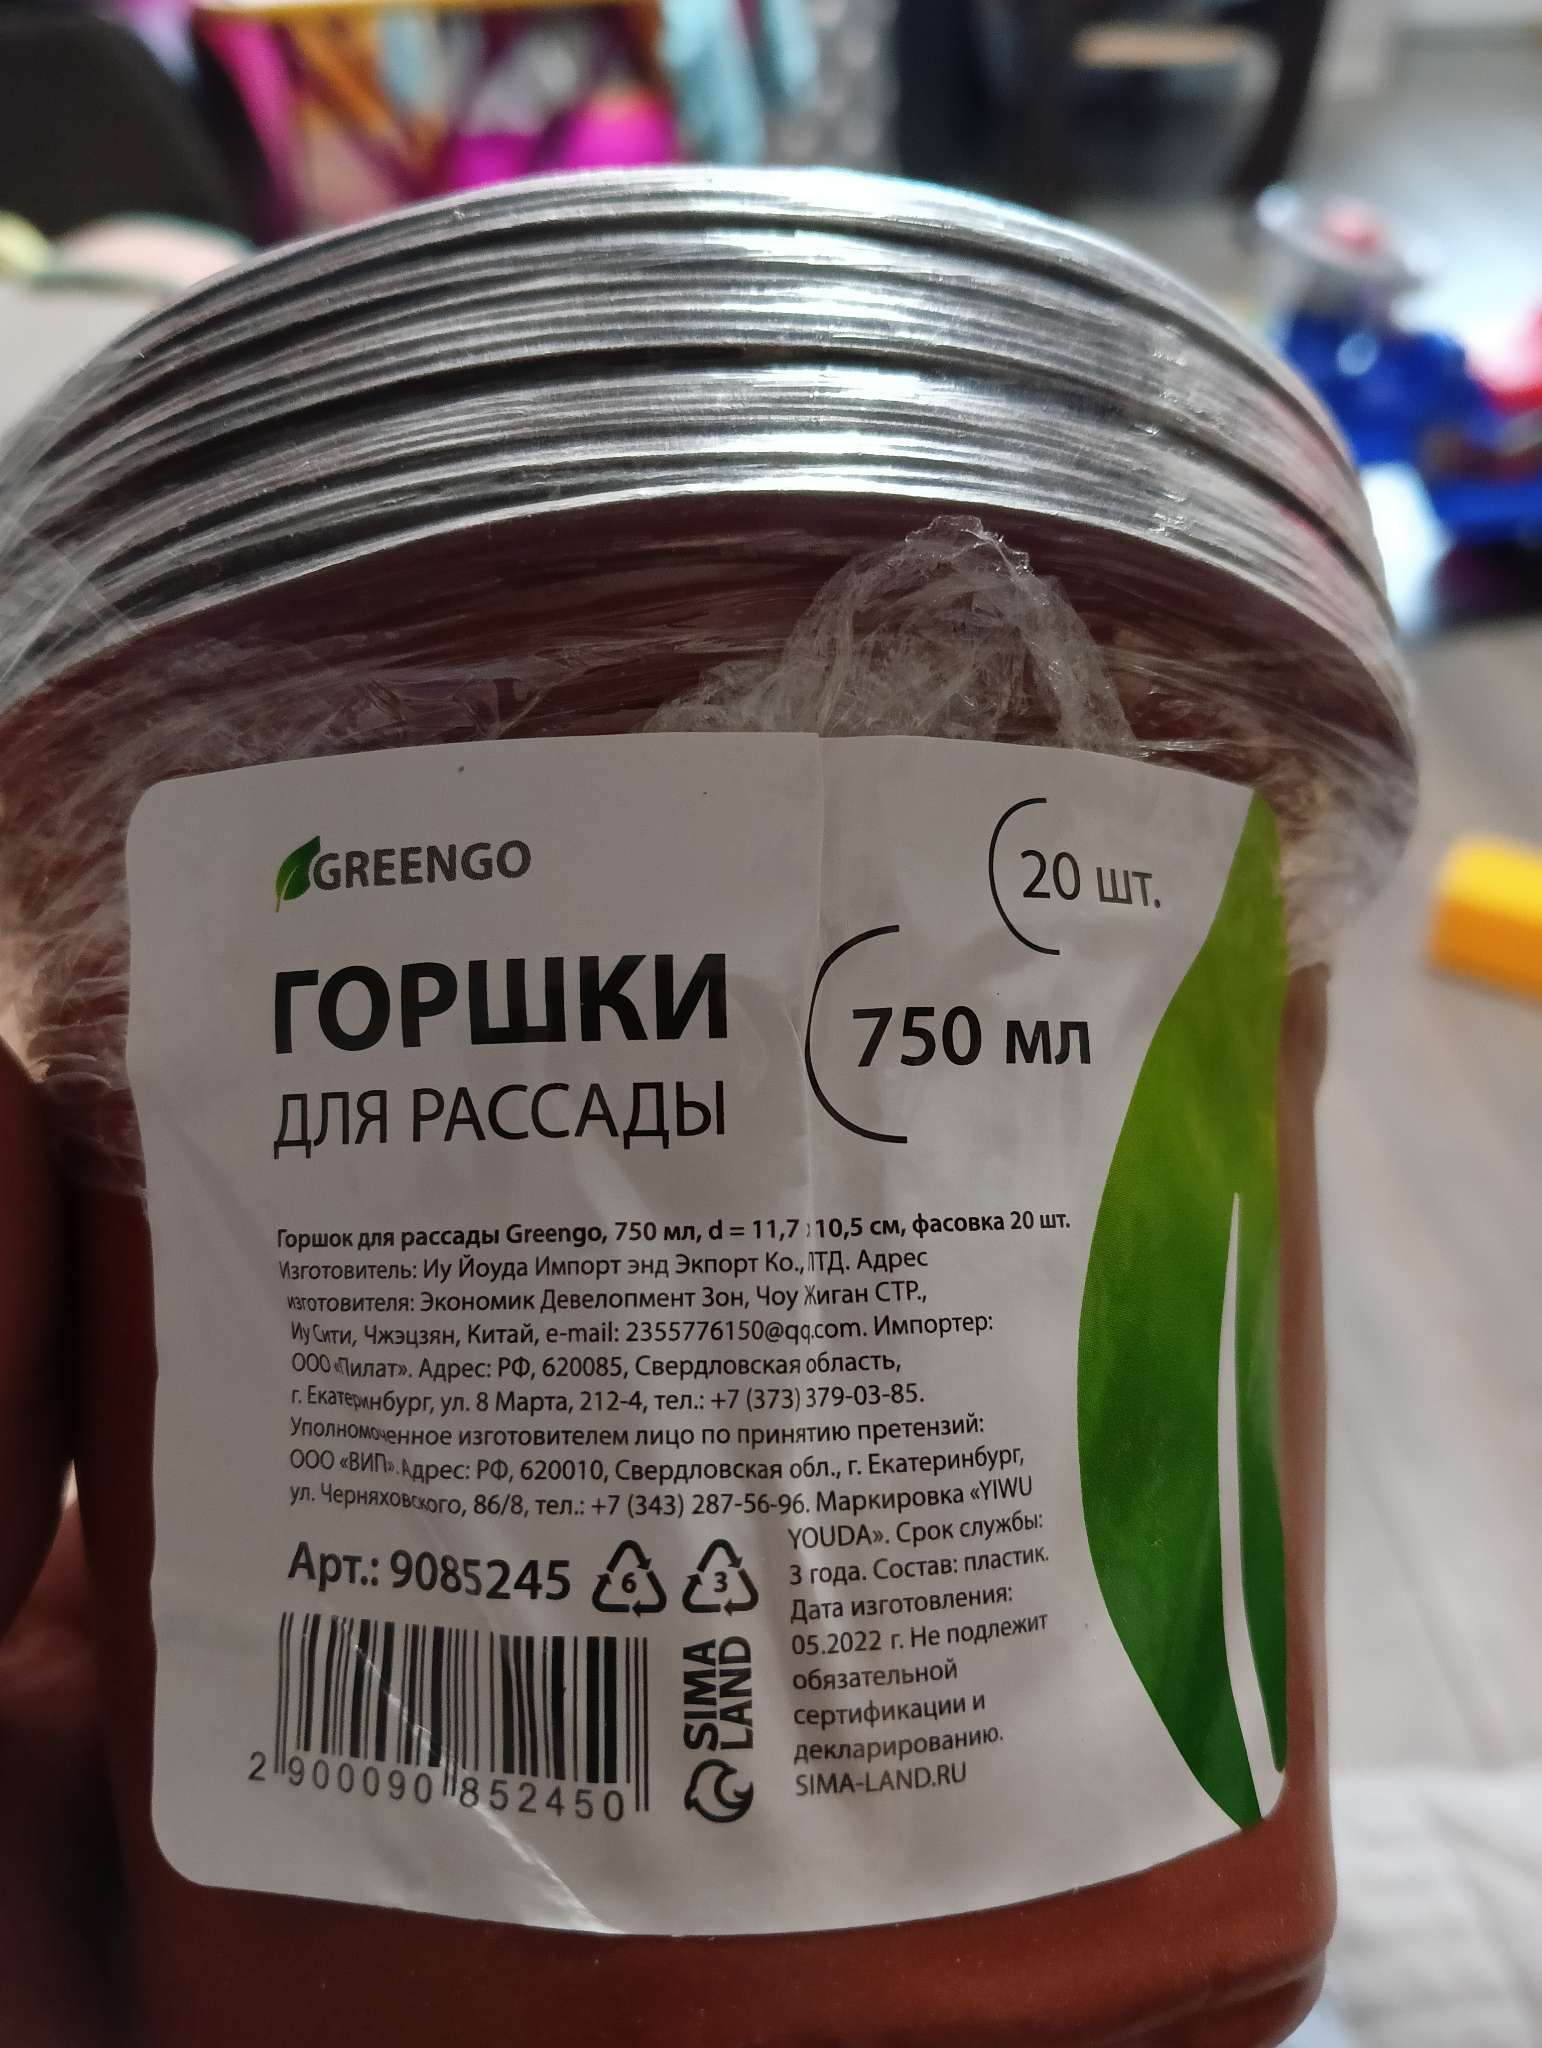 GREENGO
20 шт.
ГОРШКИ
750 мл
ДЛЯ РАССАДЫ
Горшок для рассады Greengo, 750 мл, d = 11,7 10,5 см, фасовка 20 шт.
Изготовитель: Иу Йоуда Импорт энд Экпорт Ко., ЛТД. Адрес
изготовителя: Экономик Девелопмент Зон, Чоу Жиган СТР.,
Иу Сити, Чжэцзян, Китай, e-mail: 2355776150@qq.com. Импортер:
ООО «Пилат». Адрес: РФ, 620085, Свердловская область,
г. Екатеринбург, ул. 8 Марта, 212-4, тел.: +7 (373) 379-03-85.
Уполномоченное изготовителем лицо по принятию претензий:
ООО «ВИП». Адрес: РФ, 620010, Свердловская обл., г. Екатеринбург,
ул. Черняховского, 86/8, тел.: +7 (343) 287-56-96. Маркировка «YIWU
YOUDA». Срок службы:
3 года. Состав: пластик.
Дата изготовления:
05.2022 г. Не подлежит
обязательной
сертификации и
декларированию.
SIMA-LAND.RU
Арт.: 9085245
6
3
SIMA
LAND
2 900090 852450